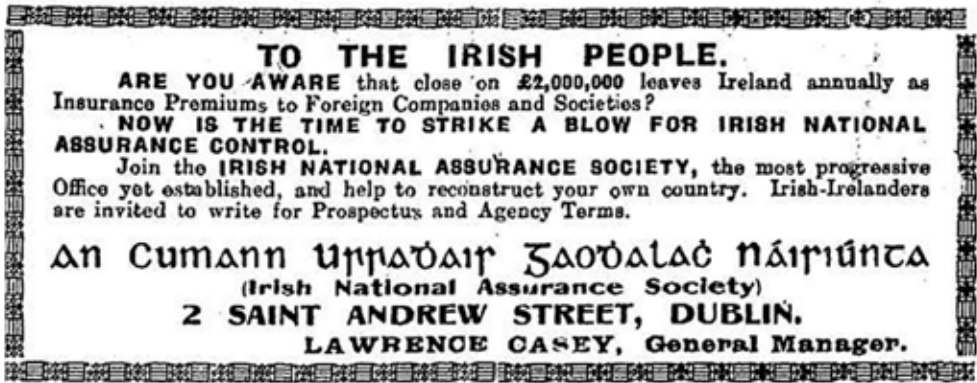 TO THE IRISH PEOPLE.
ARE YOU AWARE that close on £2,000,000 leaves Ireland annually as
Insurance Premiums to Foreign Companies and Societies?
NOW IS THE TIME TO STRIKE A BLOW FOR IRISH NATIONAL
ASSURANCE CONTROL.
Join the IRISH NATIONAL ASSURANCE SOCIETY, the most progressive
Office yet established, and help to reconstruct your own country. Irish-Irelanders
are invited to write for Prospectus and Agency Terms.
An Cumann Urraḋair Gaoḋalaċ Náiriúnta
(Irish National Assurance Society)
2 SAINT ANDREW STREET, DUBLIN.
LAWRENCE CASEY, General Manager.